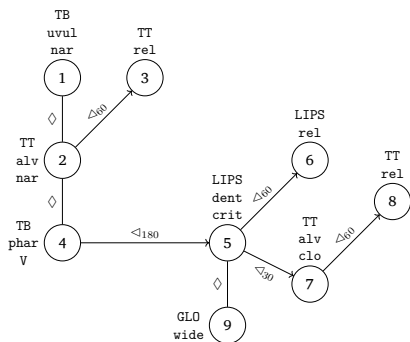 TB
uvul
nar
1
TT
rel
3
◊
◁60
TT
alv
nar
2
◊
TB
phar
V
4
◁180
LIPS
dent
crit
5
◁60
LIPS
rel
6
◁30
TT
alv
clo
7
◁60
TT
rel
8
◊
GLO
wide
9